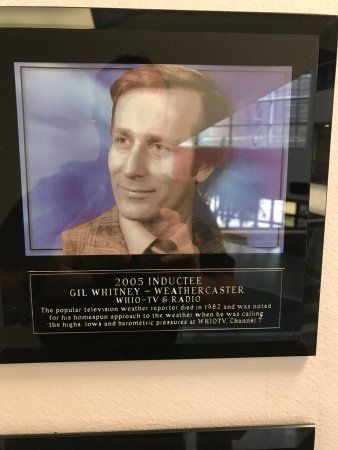 2005 INDUCTEE
GIL WHITNEY – WEATHERCASTER
WHIO-TV & RADIO
The popular television weather reporter died in 1982 and was noted
for his homespun approach to the weather when he was calling
the highs, lows and barometric pressures at WHIOTV Channel 7